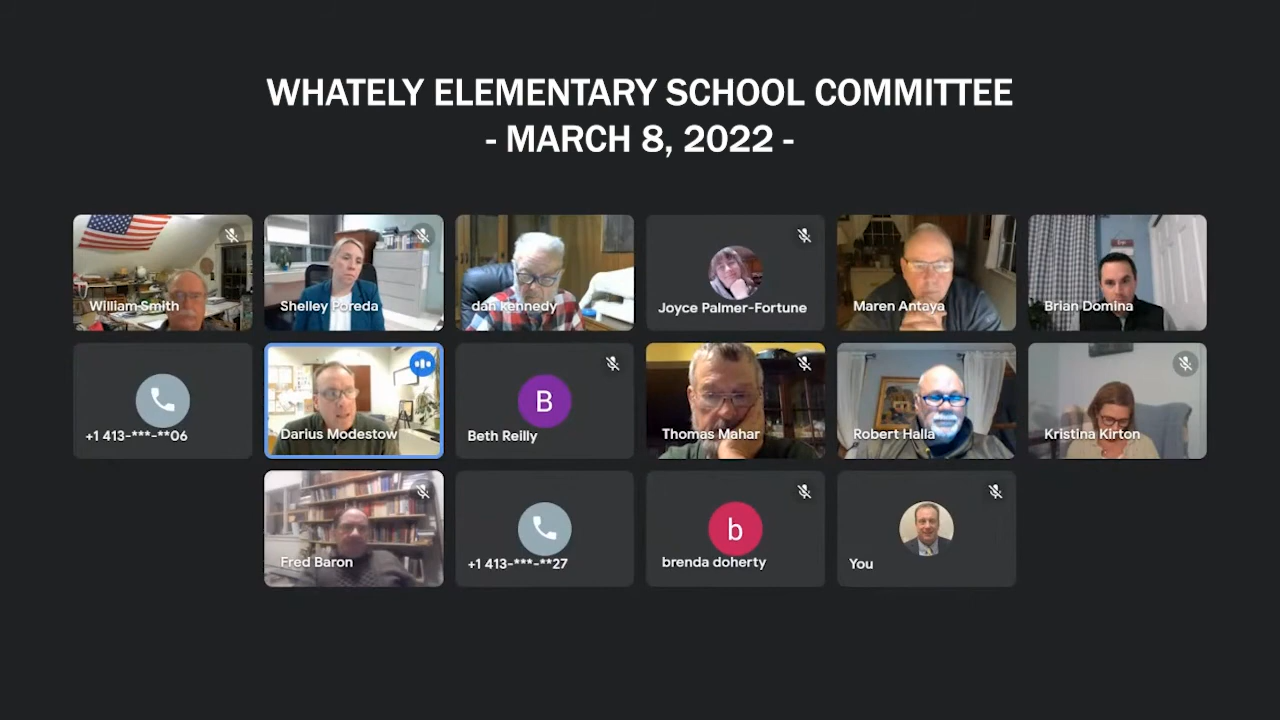 WHATELY ELEMENTARY SCHOOL COMMITTEE
- MARCH 8, 2022 -
William Smith
Shelley Poreda
dan kennedy
Joyce Palmer-Fortune
Maren Antaya
Brian Domina
+1 413-***-**06
Darius Modestow
B
Beth Reilly
Thomas Mahar
Robert Halla
Kristina Kirton
Fred Baron
+1 413-***-**27
b
brenda doherty
You